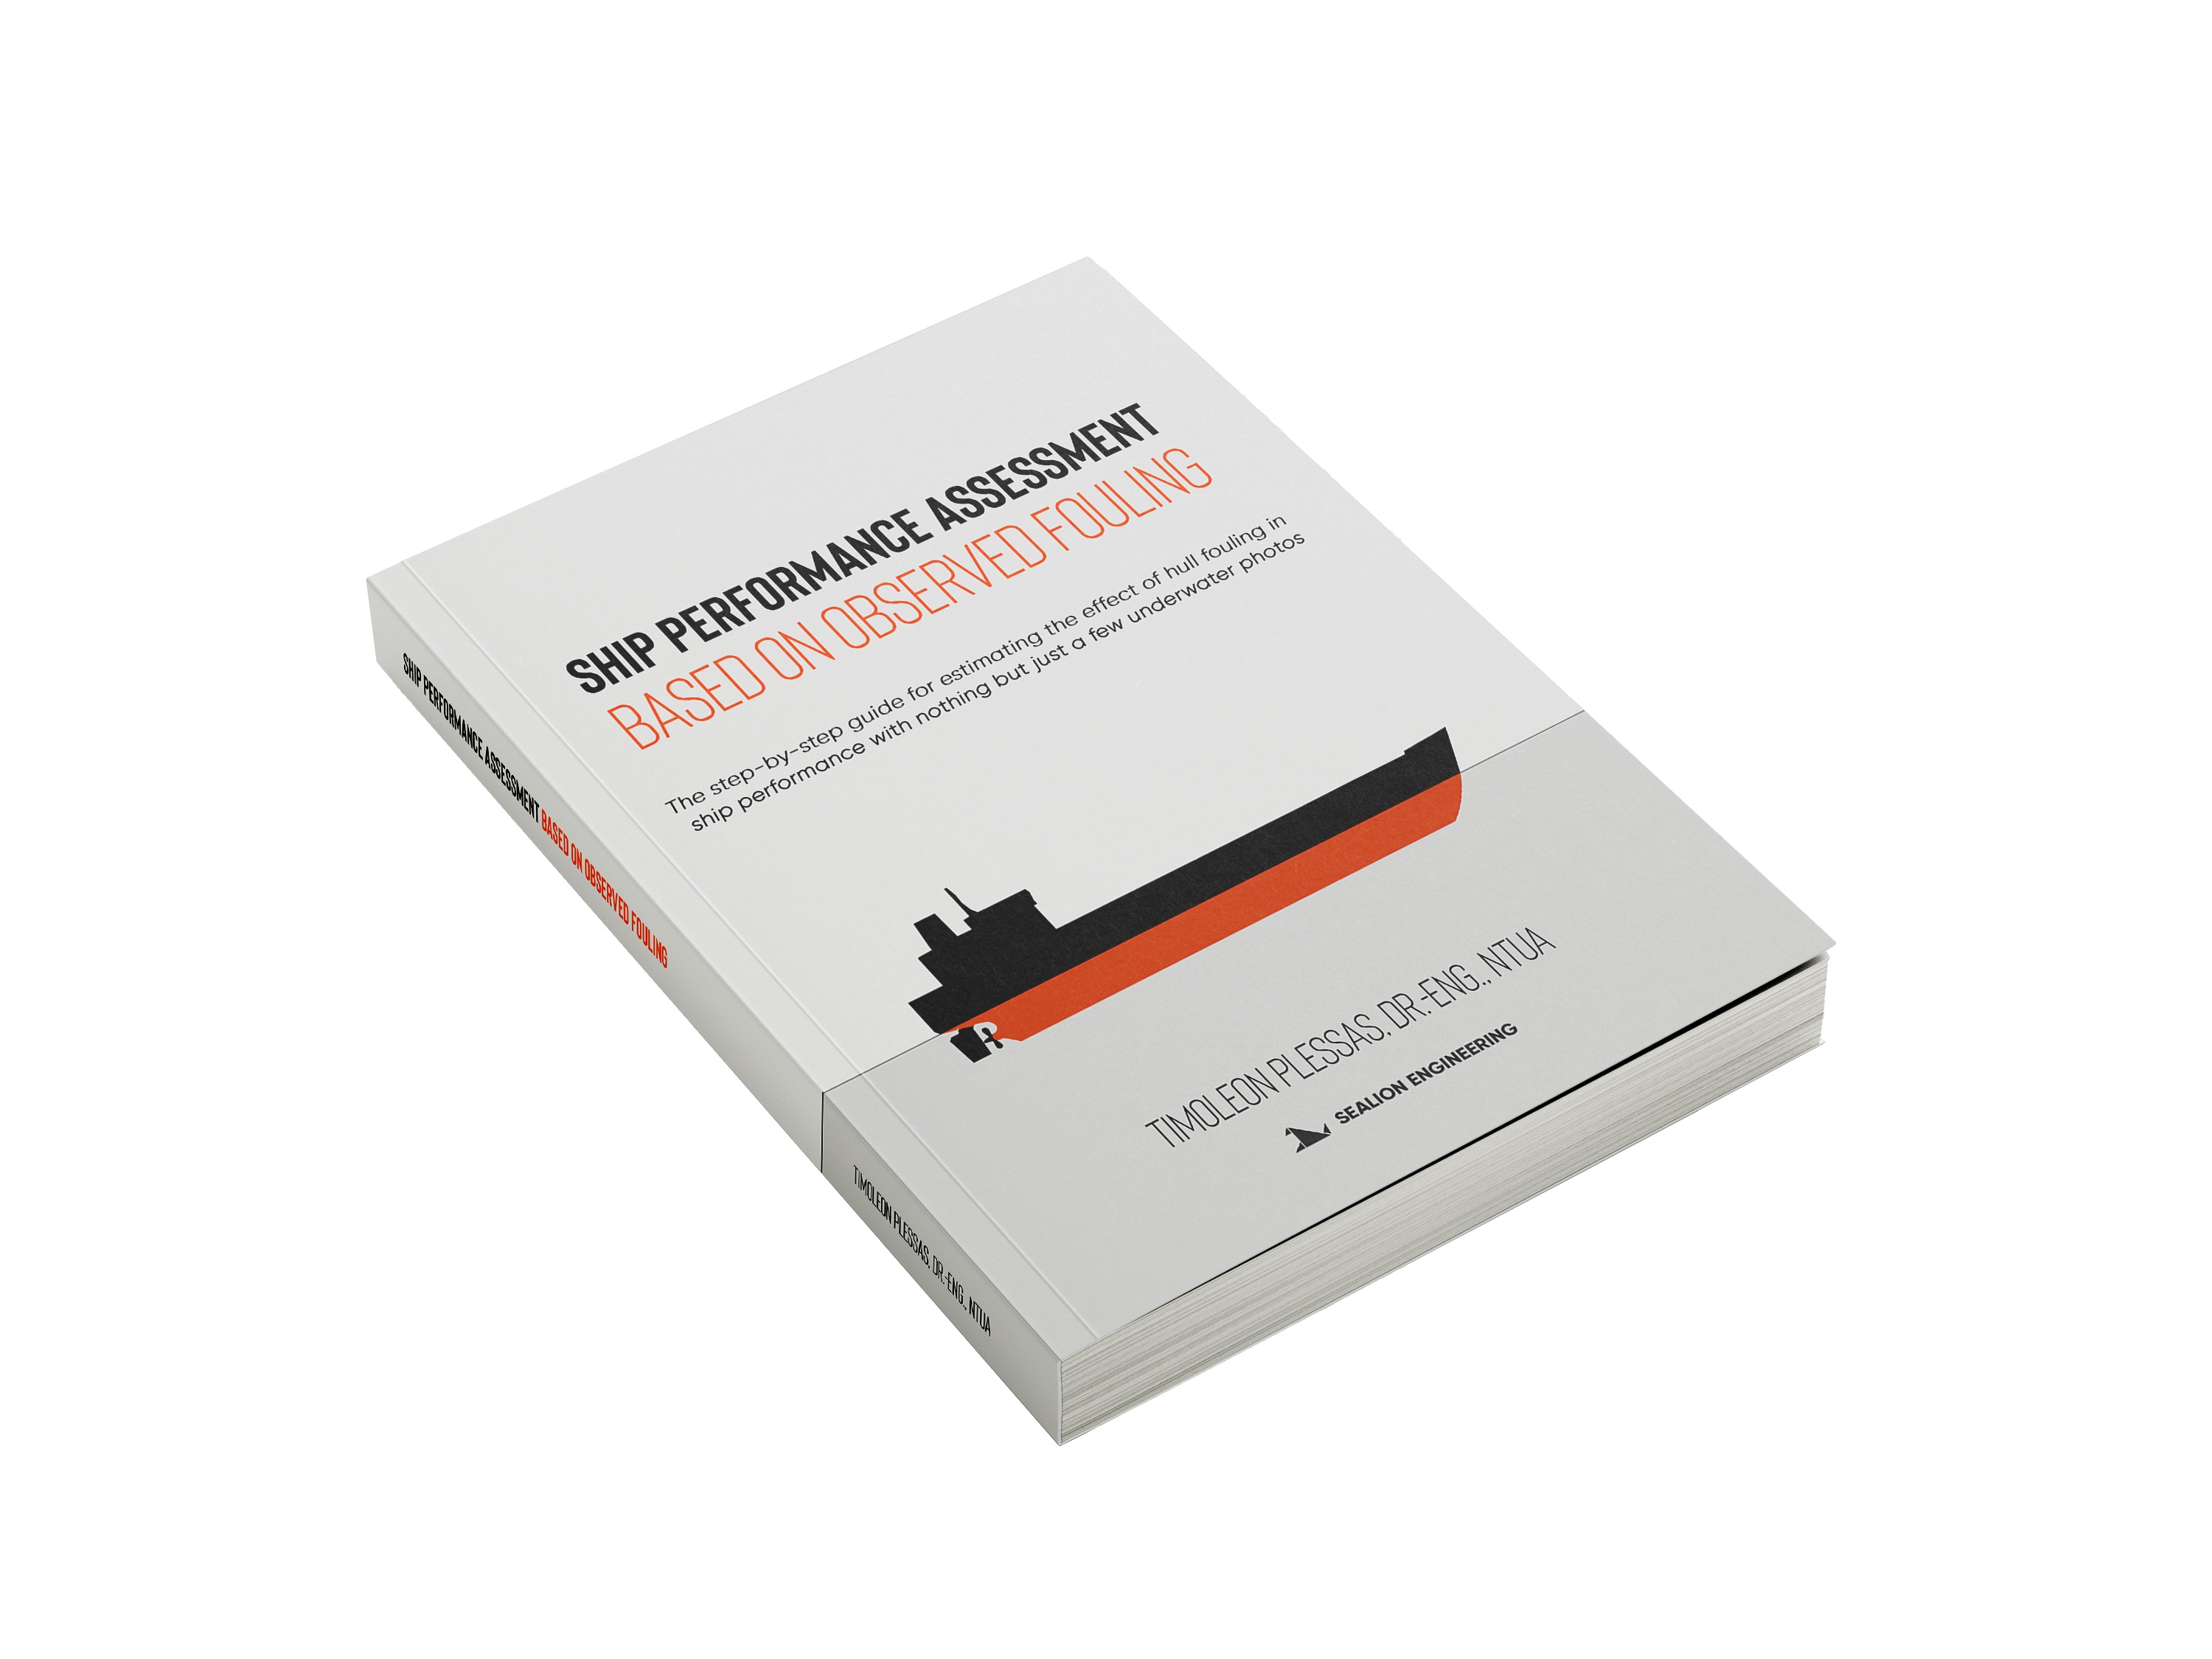 SHIP PERFORMANCE ASSESSMENT
BASED ON OBSERVED FOULING
The step-by-step guide for estimating the effect of hull fouling in
ship performance with nothing but just a few underwater photos
TIMOLEON PLESSAS, DR.-ENG., NTUA
SEALION ENGINEERING
SHIP PERFORMANCE ASSESSMENT BASED ON OBSERVED FOULING
TIMOLEON PLESSAS, DR.-ENG., NTUA